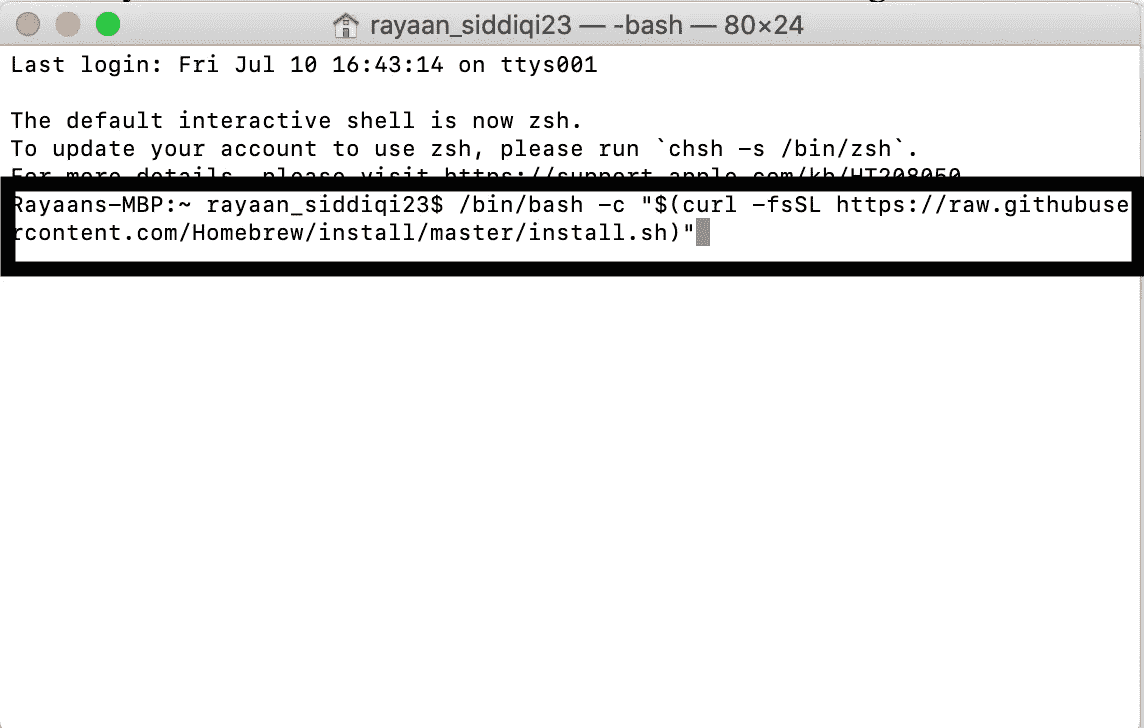 rayaan_siddiqi23 — -bash — 80×24
Last login: Fri Jul 10 16:43:14 on ttys001
The default interactive shell is now zsh.
To update your account to use zsh, please run `chsh -s /bin/zsh`.
For more details, please visit https://support.apple.com/kb/HT208050.
Rayaans-MBP:~ rayaan_siddiqi23$ /bin/bash -c "$(curl -fsSL https://raw.githubuse
rcontent.com/Homebrew/install/master/install.sh)"